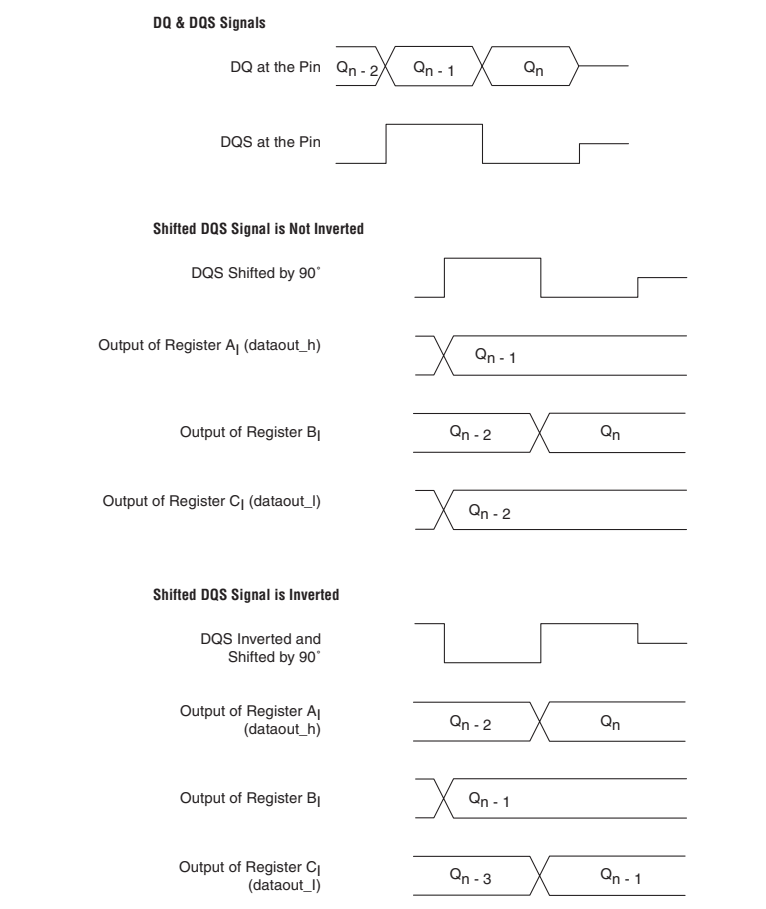 DQ & DQS Signals
DQ at the Pin
Qn - 2
Qn - 1
Qn
DQS at the Pin
Shifted DQS Signal is Not Inverted
DQS Shifted by 90˚
Output of Register AI (dataout_h)
Qn - 1
Output of Register BI
Qn - 2
Qn
Output of Register CI (dataout_l)
Qn - 2
Shifted DQS Signal is Inverted
DQS Inverted and
Shifted by 90˚
Output of Register AI
(dataout_h)
Qn - 2
Qn
Output of Register BI
Qn - 1
Output of Register CI
(dataout_l)
Qn - 3
Qn - 1